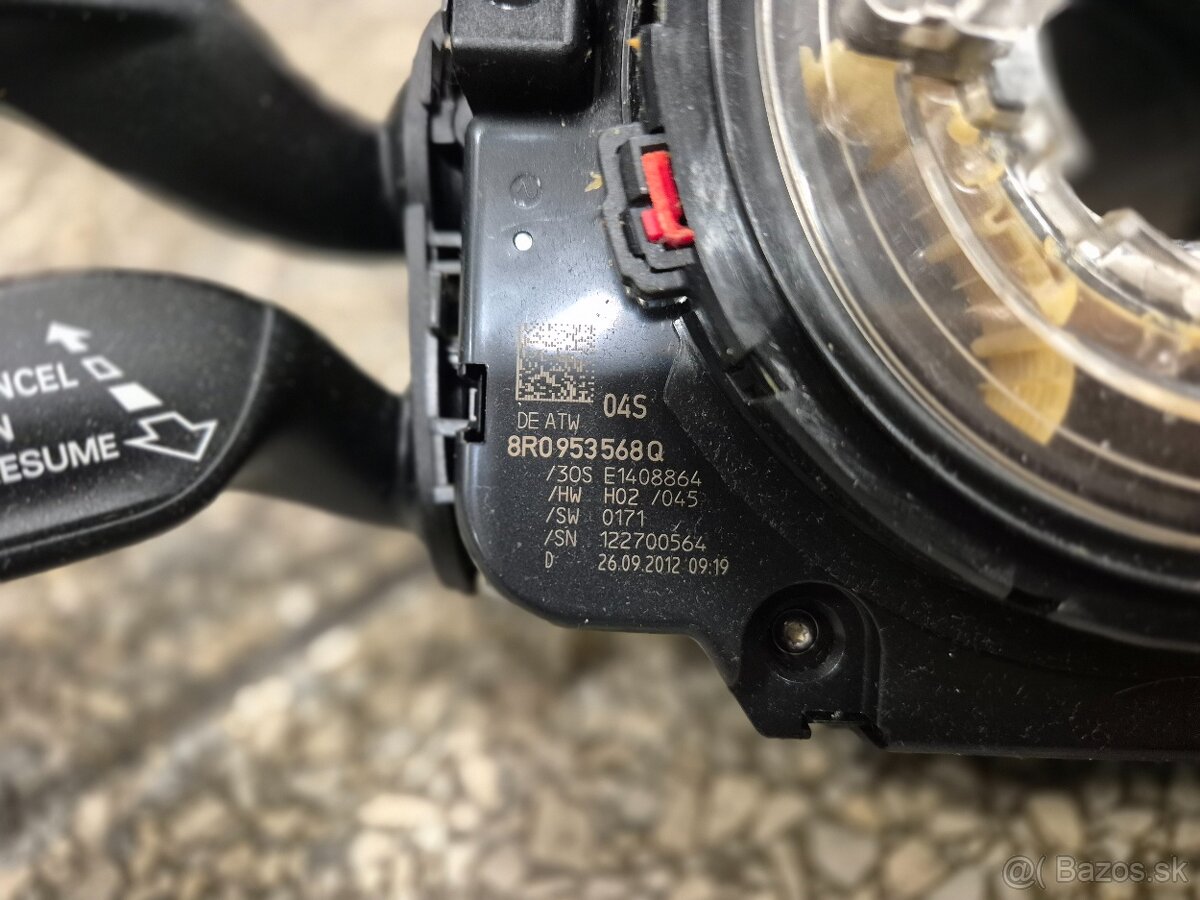 NCEL
N
ESUME
04S
DE ATW
8R0953568Q
/3OS E1408864
/HW H02 /045
/SW 0171
/SN 122700564
D 26.09.2012 09:19
@( Bazos.sk